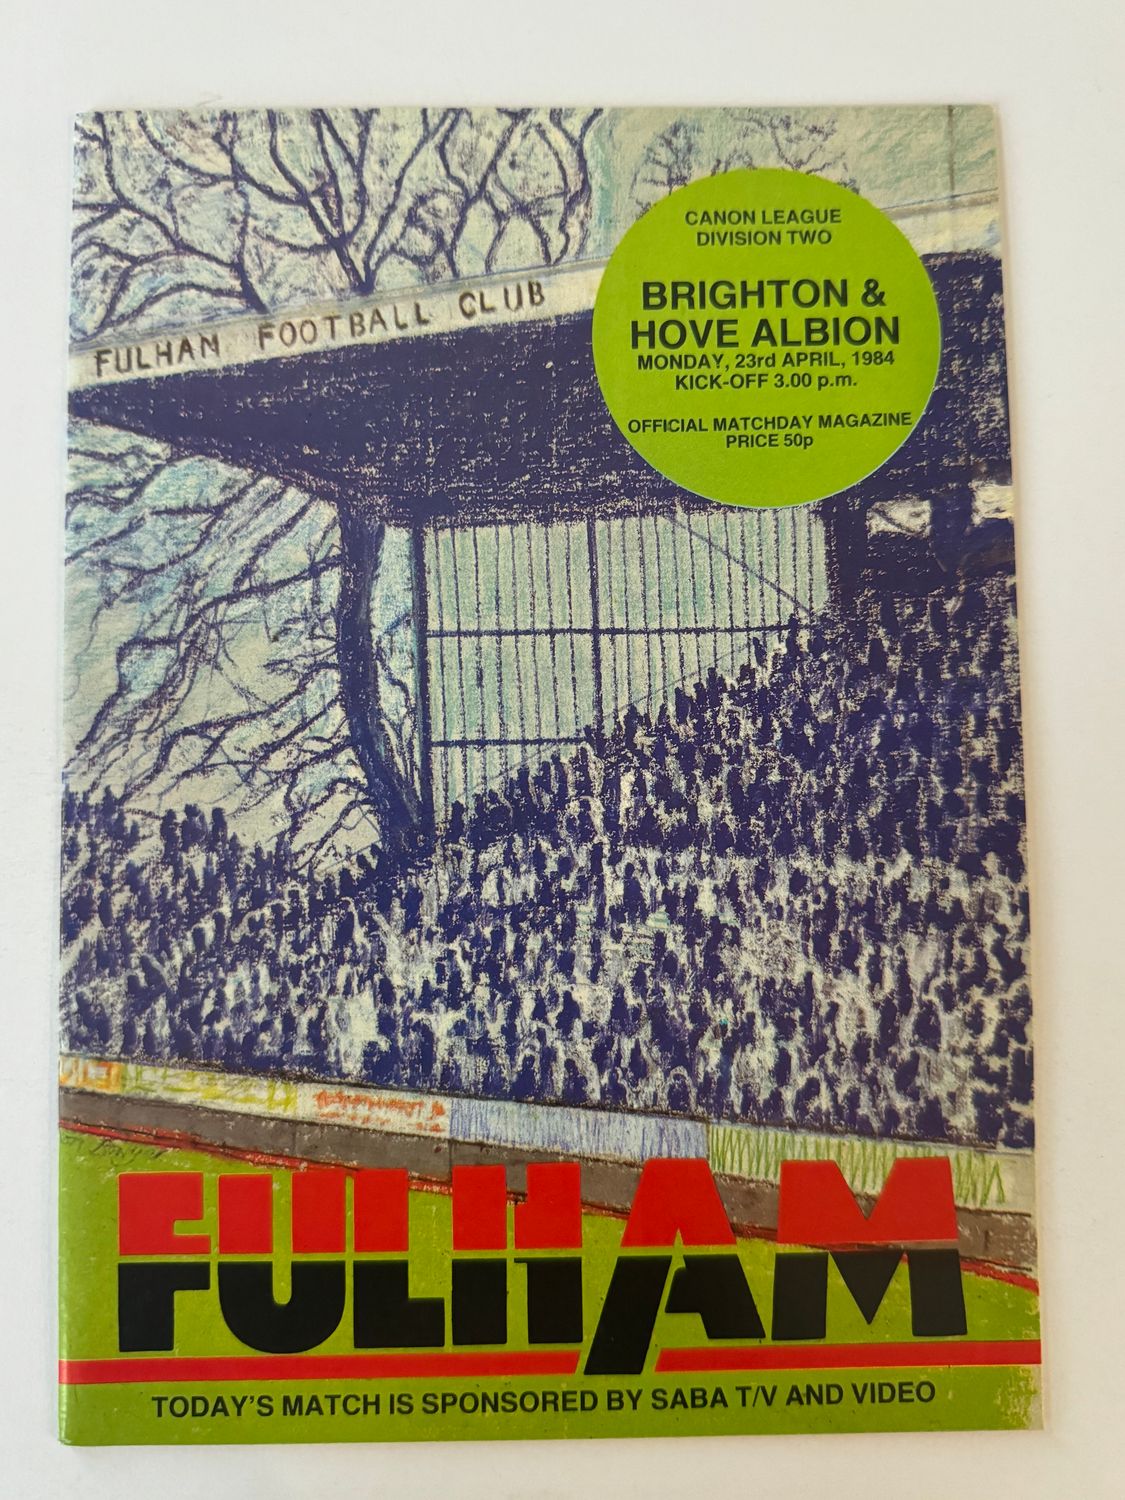 CANON LEAGUE
DIVISION TWO
BRIGHTON &
HOVE ALBION
MONDAY, 23rd APRIL, 1984
KICK-OFF 3.00 p.m.
OFFICIAL MATCHDAY MAGAZINE
PRICE 50p
FULHAM FOOTBALL CLUB
FULHAM
TODAY'S MATCH IS SPONSORED BY SABA T/V AND VIDEO